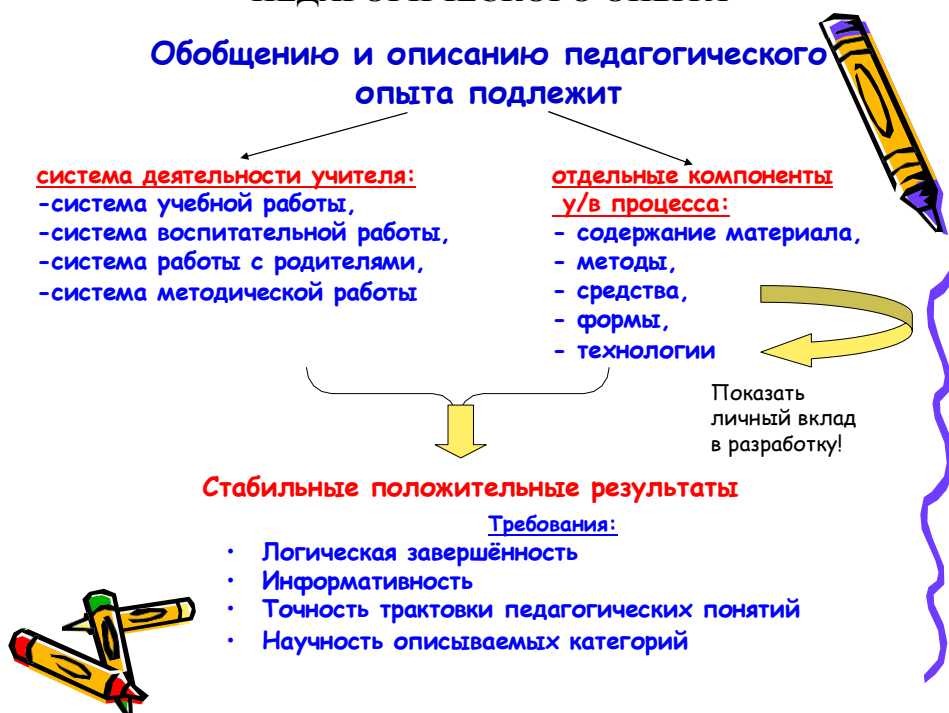 ПЕДАГОГИЧЕСКОГО ОПЫТА
Обобщению и описанию педагогического
опыта подлежит
система деятельности учителя:
-система учебной работы,
-система воспитательной работы,
-система работы с родителями,
-система методической работы
отдельные компоненты
у/в процесса:
- содержание материала,
- методы,
- средства,
- формы,
- технологии
Показать
личный вклад
в разработку!
Стабильные положительные результаты
Требования:
• Логическая завершённость
• Информативность
• Точность трактовки педагогических понятий
• Научность описываемых категорий